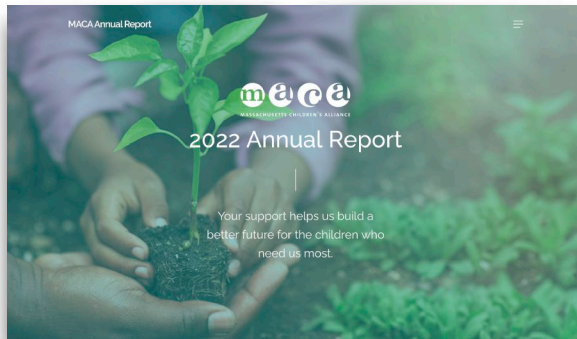 MACA Annual Report
maca
MASSACHUSETTS CHILDREN'S ALLIANCE
2022 Annual Report
Your support helps us build a
better future for the children who
need us most.